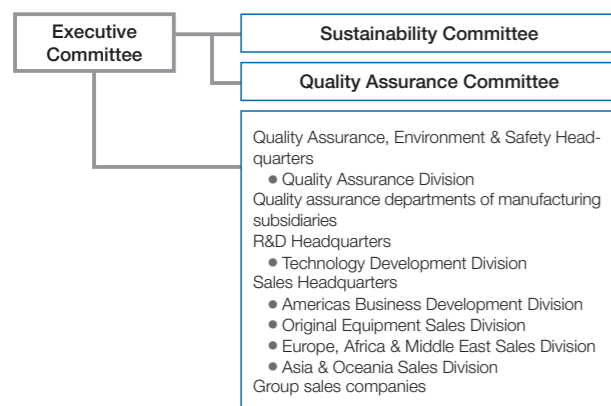 Executive
Committee
Sustainability Committee
Quality Assurance Committee
Quality Assurance, Environment & Safety Head-
quarters
● Quality Assurance Division
Quality assurance departments of manufacturing
subsidiaries
R&D Headquarters
● Technology Development Division
Sales Headquarters
● Americas Business Development Division
● Original Equipment Sales Division
● Europe, Africa & Middle East Sales Division
● Asia & Oceania Sales Division
Group sales companies